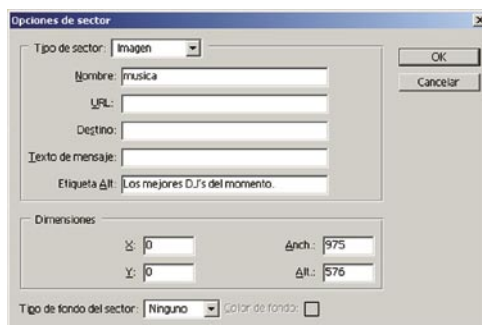 Opciones de sector
Tipo de sector: Imagen
OK
Nombre: musica
Cancelar
URL:
Destino:
Texto de mensaje:
Etiqueta Alt: Los mejores DJ's del momento.
Dimensiones
X: 0 Anch.: 975
Y: 0 Alt.: 576
Tipo de fondo del sector: Ninguno Color de fondo: